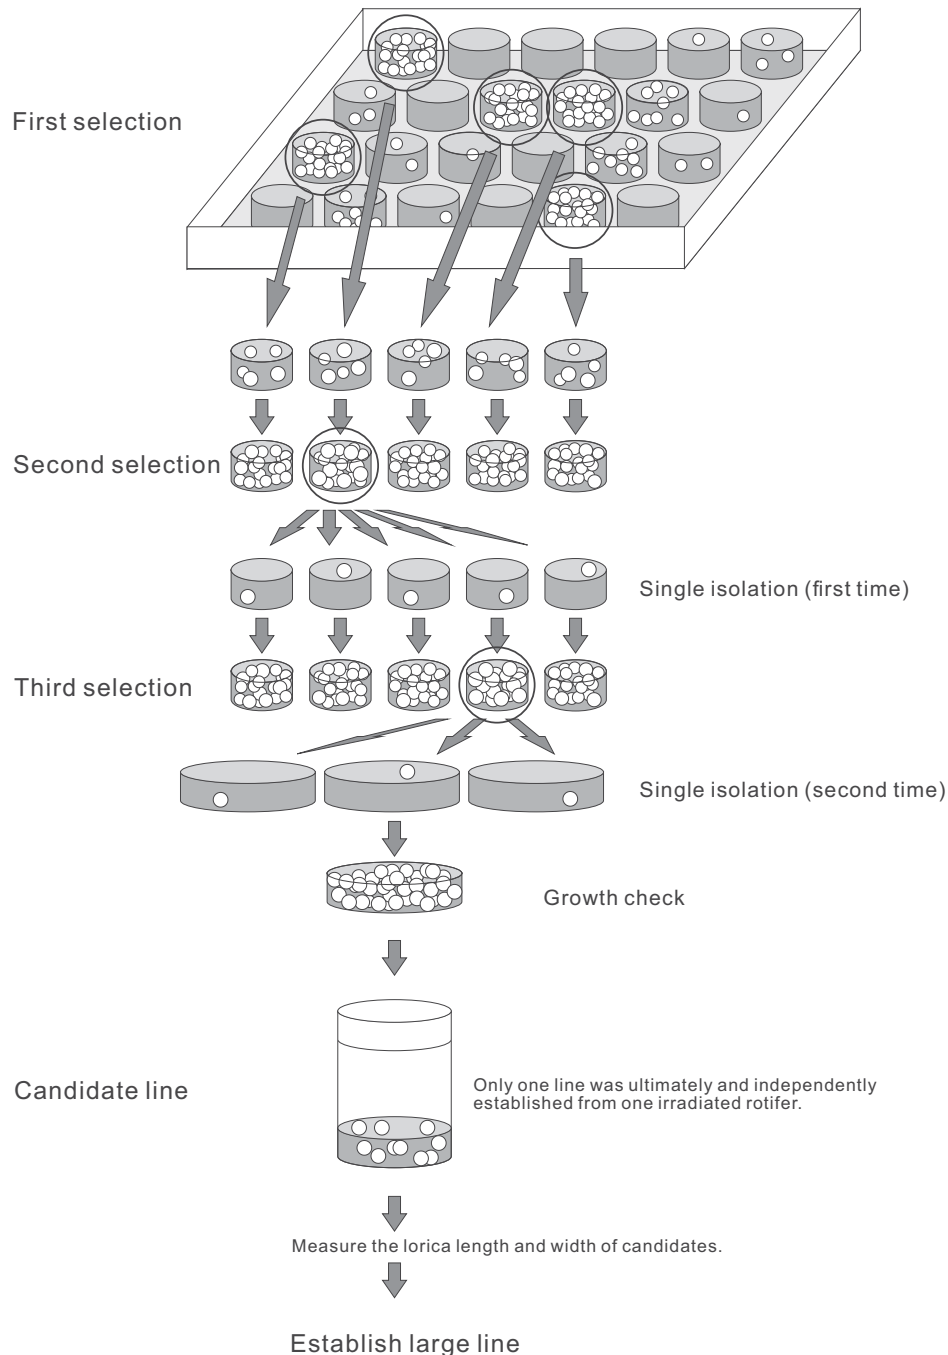 First selection
Second selection
Single isolation (first time)
Third selection
Single isolation (second time)
Growth check
Candidate line
Only one line was ultimately and independently
established from one irradiated rotifer.
Measure the lorica length and width of candidates.
Establish large line